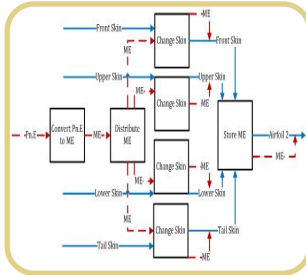 ME
Front Skin
Change Skin
Front Skin
ME
Upper Skin
Upper Skin
ME
Change Skin
ME
Pn.E
Convert Pn.E
to ME
ME
Distribute
ME
Store ME
Airfoil 2
ME
Change Skin
ME
ME
Lower Skin
Lower Skin
ME
Change Skin
Tail Skin
Tail Skin
ME